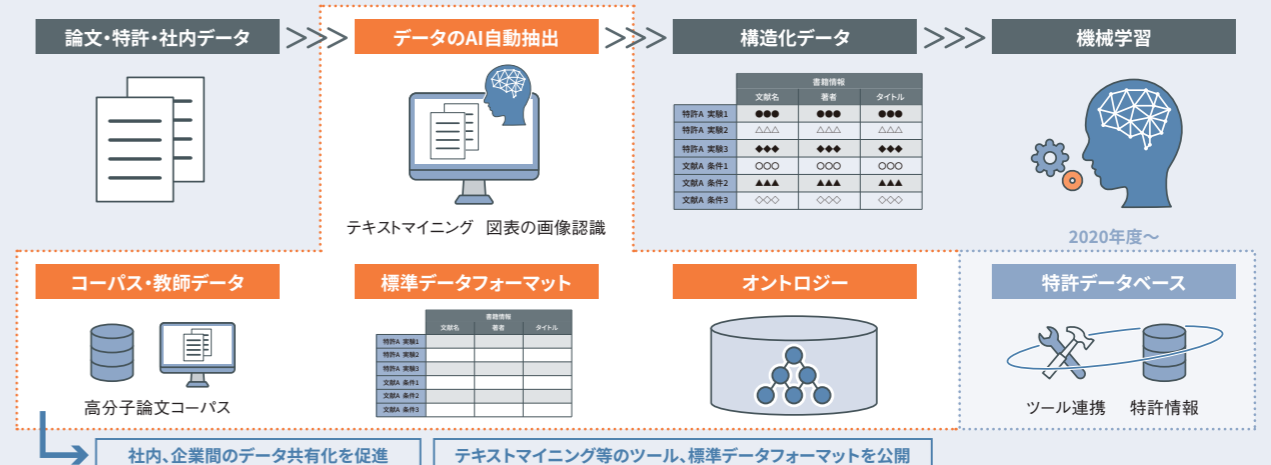 論文・特許・社内データ
データのAI自動抽出
構造化データ
機械学習
書籍情報
文献名 著者 タイトル
特許A 実験1 ●●● ●●● ●●●
特許A 実験2 △△△ △△△ △△△
特許A 実験3 ◆◆◆ ◆◆◆ ◆◆◆
文献A 条件1 ○○○ ○○○ ○○○
文献A 条件2 ▲▲▲ ▲▲▲ ▲▲▲
文献A 条件3 ◇◇◇ ◇◇◇ ◇◇◇
テキストマイニング 図表の画像認識
2020年度～
コーパス・教師データ
標準データフォーマット
オントロジー
特許データベース
書籍情報
文献名 著者 タイトル
特許A 実験1
特許A 実験2
特許A 実験3
文献A 条件1
文献A 条件2
文献A 条件3
高分子論文コーパス
ツール連携 特許情報
社内、企業間のデータ共有化を促進
テキストマイニング等のツール、標準データフォーマットを公開